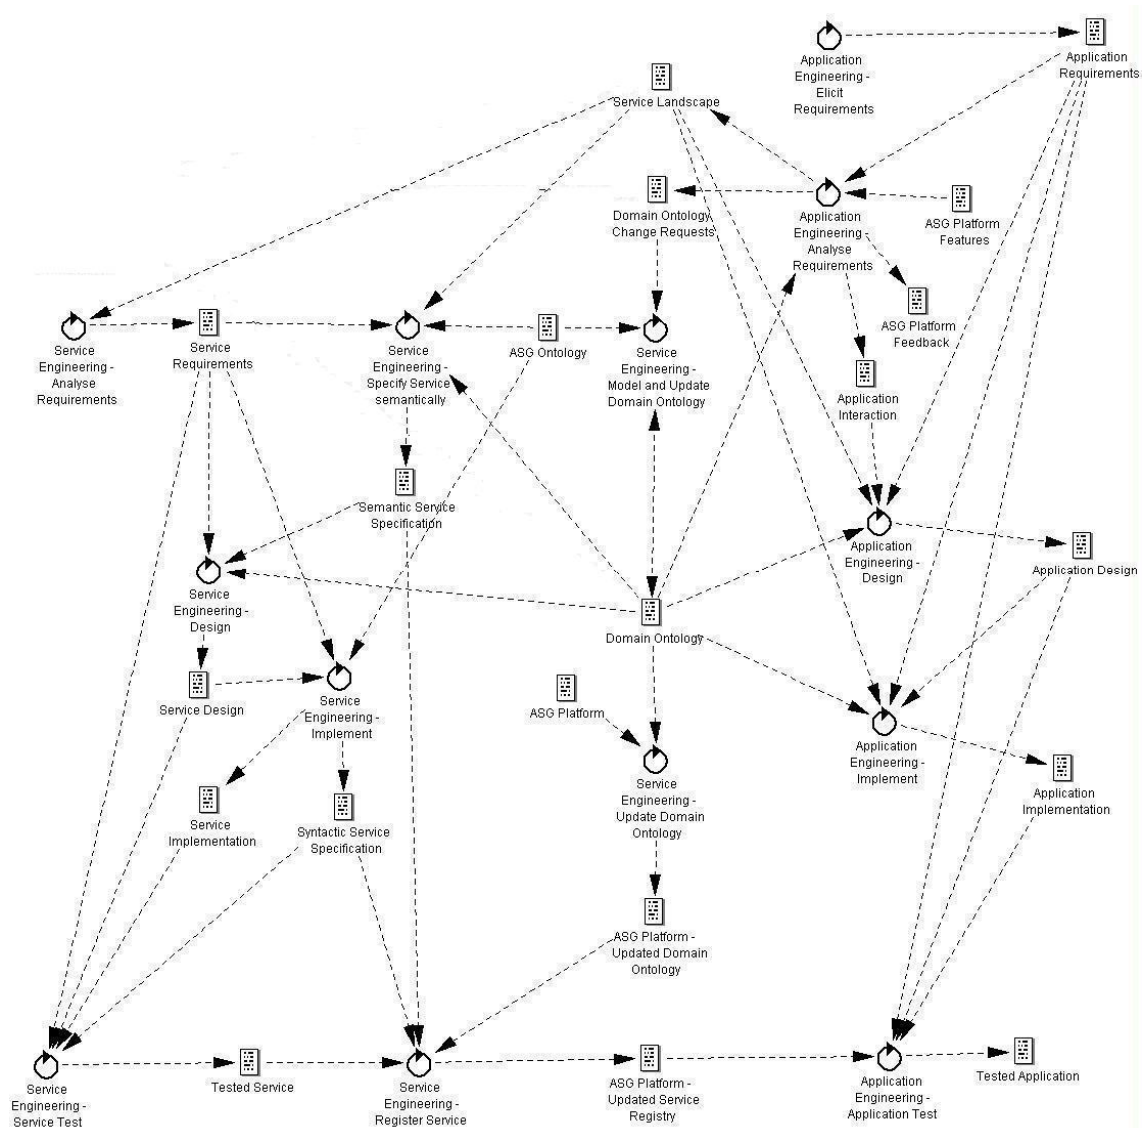 Application
Engineering -
Elicit
Requirements
Application
Requirements
Service Landscape
Domain Ontology
Change Requests
Application
Engineering -
Analyse
Requirements
ASG Platform
Features
ASG Platform
Feedback
Service
Engineering -
Analyse
Requirements
Service
Requirements
Service
Engineering -
Specify Service
semantically
ASG Ontology
Service
Engineering -
Model and Update
Domain Ontology
Application
Interaction
Semantic Service
Specification
Application
Engineering -
Design
Application Design
Service
Engineering -
Design
Domain Ontology
Service Design
Service
Engineering -
Implement
ASG Platform
Application
Engineering -
Implement
Service
Engineering -
Update Domain
Ontology
Application
Implementation
Service
Implementation
Syntactic Service
Specification
ASG Platform -
Updated Domain
Ontology
Service
Engineering -
Service Test
Tested Service
Service
Engineering -
Register Service
ASG Platform -
Updated Service
Registry
Application
Engineering -
Application Test
Tested Application